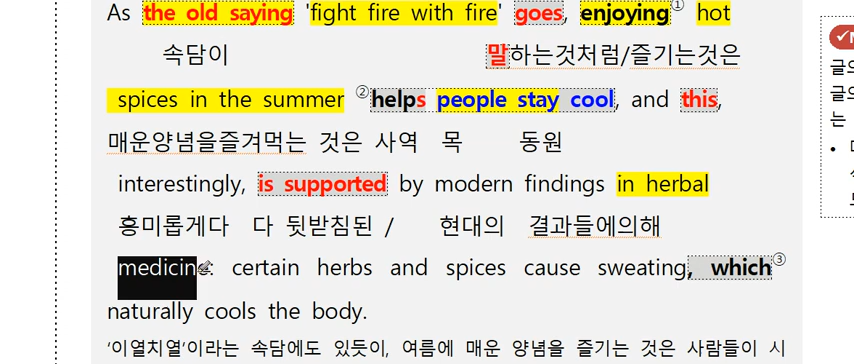 As the old saying 'fight fire with fire' goes, enjoying① hot
속담이 말하는것처럼/즐기는것은
spices in the summer ②helps people stay cool, and this,
매운양념을즐겨먹는 것은 사역 목 동원
interestingly, is supported by modern findings in herbal
흥미롭게다 다 뒷받침된 / 현대의 결과들에의해
medicin : certain herbs and spices cause sweating, which③
naturally cools the body.
'이열치열'이라는 속담에도 있듯이, 여름에 매운 양념을 즐기는 것은 사람들이 시
글의
는